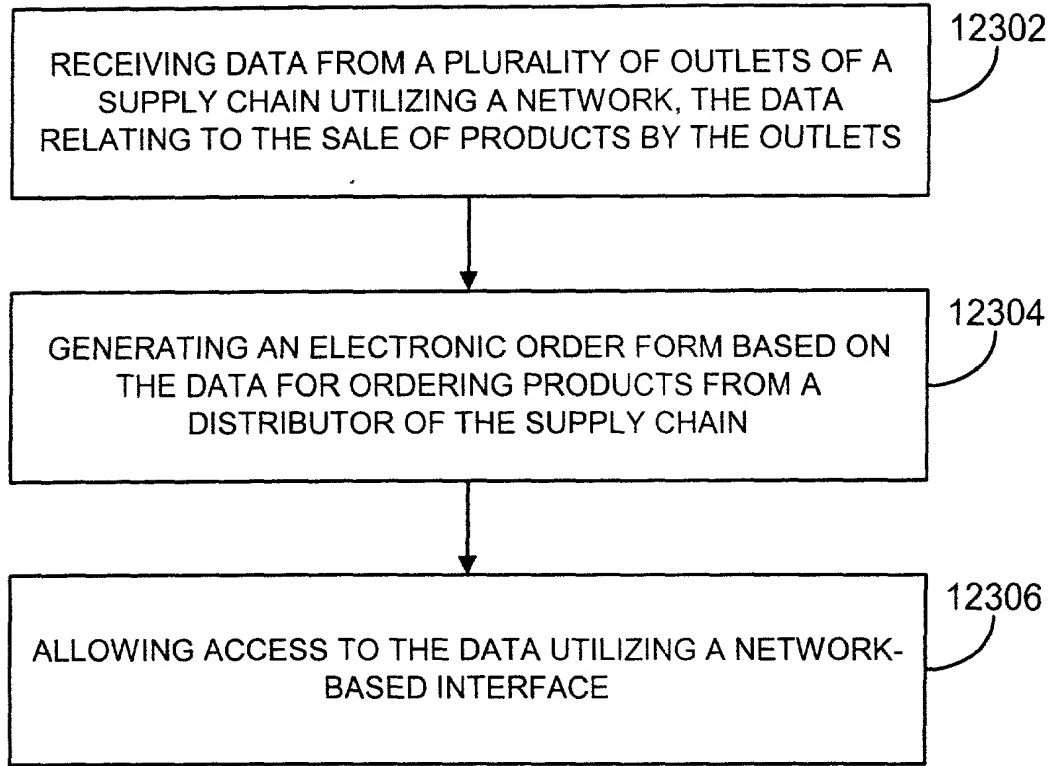 12302
RECEIVING DATA FROM A PLURALITY OF OUTLETS OF A
SUPPLY CHAIN UTILIZING A NETWORK, THE DATA
RELATING TO THE SALE OF PRODUCTS BY THE OUTLETS
12304
GENERATING AN ELECTRONIC ORDER FORM BASED ON
THE DATA FOR ORDERING PRODUCTS FROM A
DISTRIBUTOR OF THE SUPPLY CHAIN
12306
ALLOWING ACCESS TO THE DATA UTILIZING A NETWORK-
BASED INTERFACE